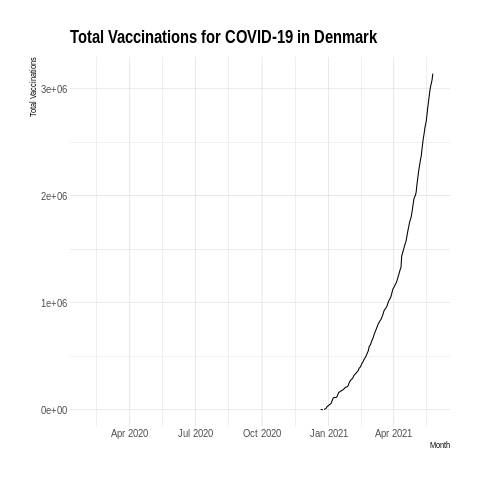 Total Vaccinations for COVID-19 in Denmark
Total Vaccinations
3e+06
2e+06
1e+06
0e+00
Apr 2020
Jul 2020
Oct 2020
Jan 2021
Apr 2021
Month